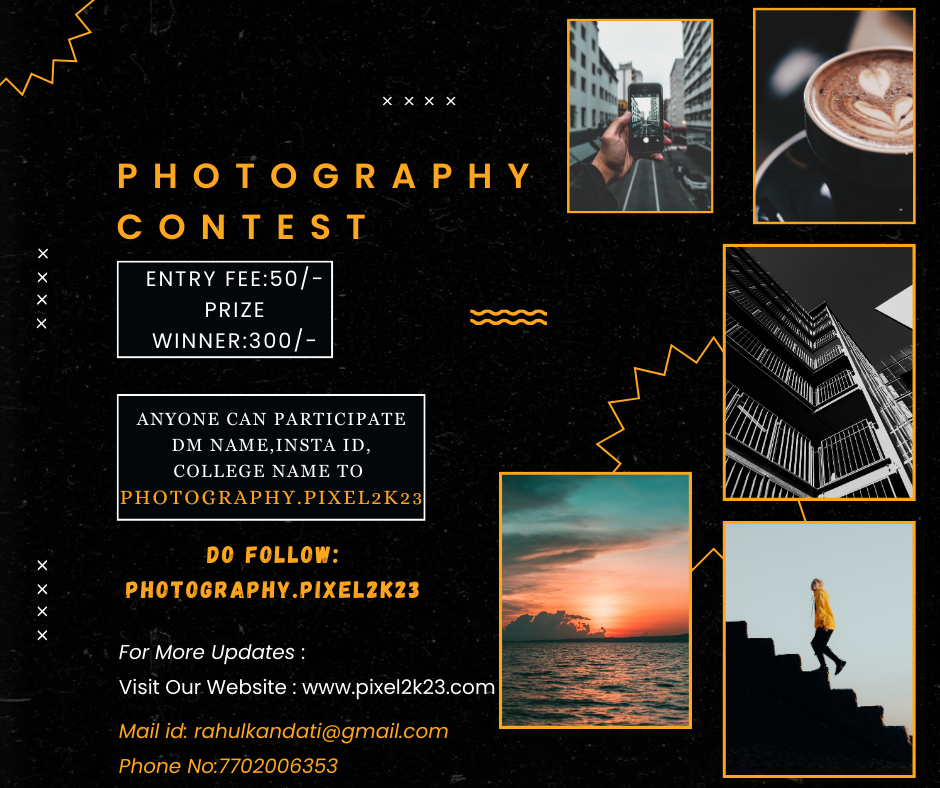 PHOTOGRAPHY
CONTEST
ENTRY FEE:50/-
PRIZE
WINNER:300/-
ANYONE CAN PARTICIPATE
DM NAME,INSTA ID,
COLLEGE NAME TO
PHOTOGRAPHY.PIXEL2K23
DO FOLLOW:
PHOTOGRAPHY.PIXEL2K23
For More Updates :
Visit Our Website : www.pixel2k23.com
Mail id: rahulkandati@gmail.com
Phone No:7702006353